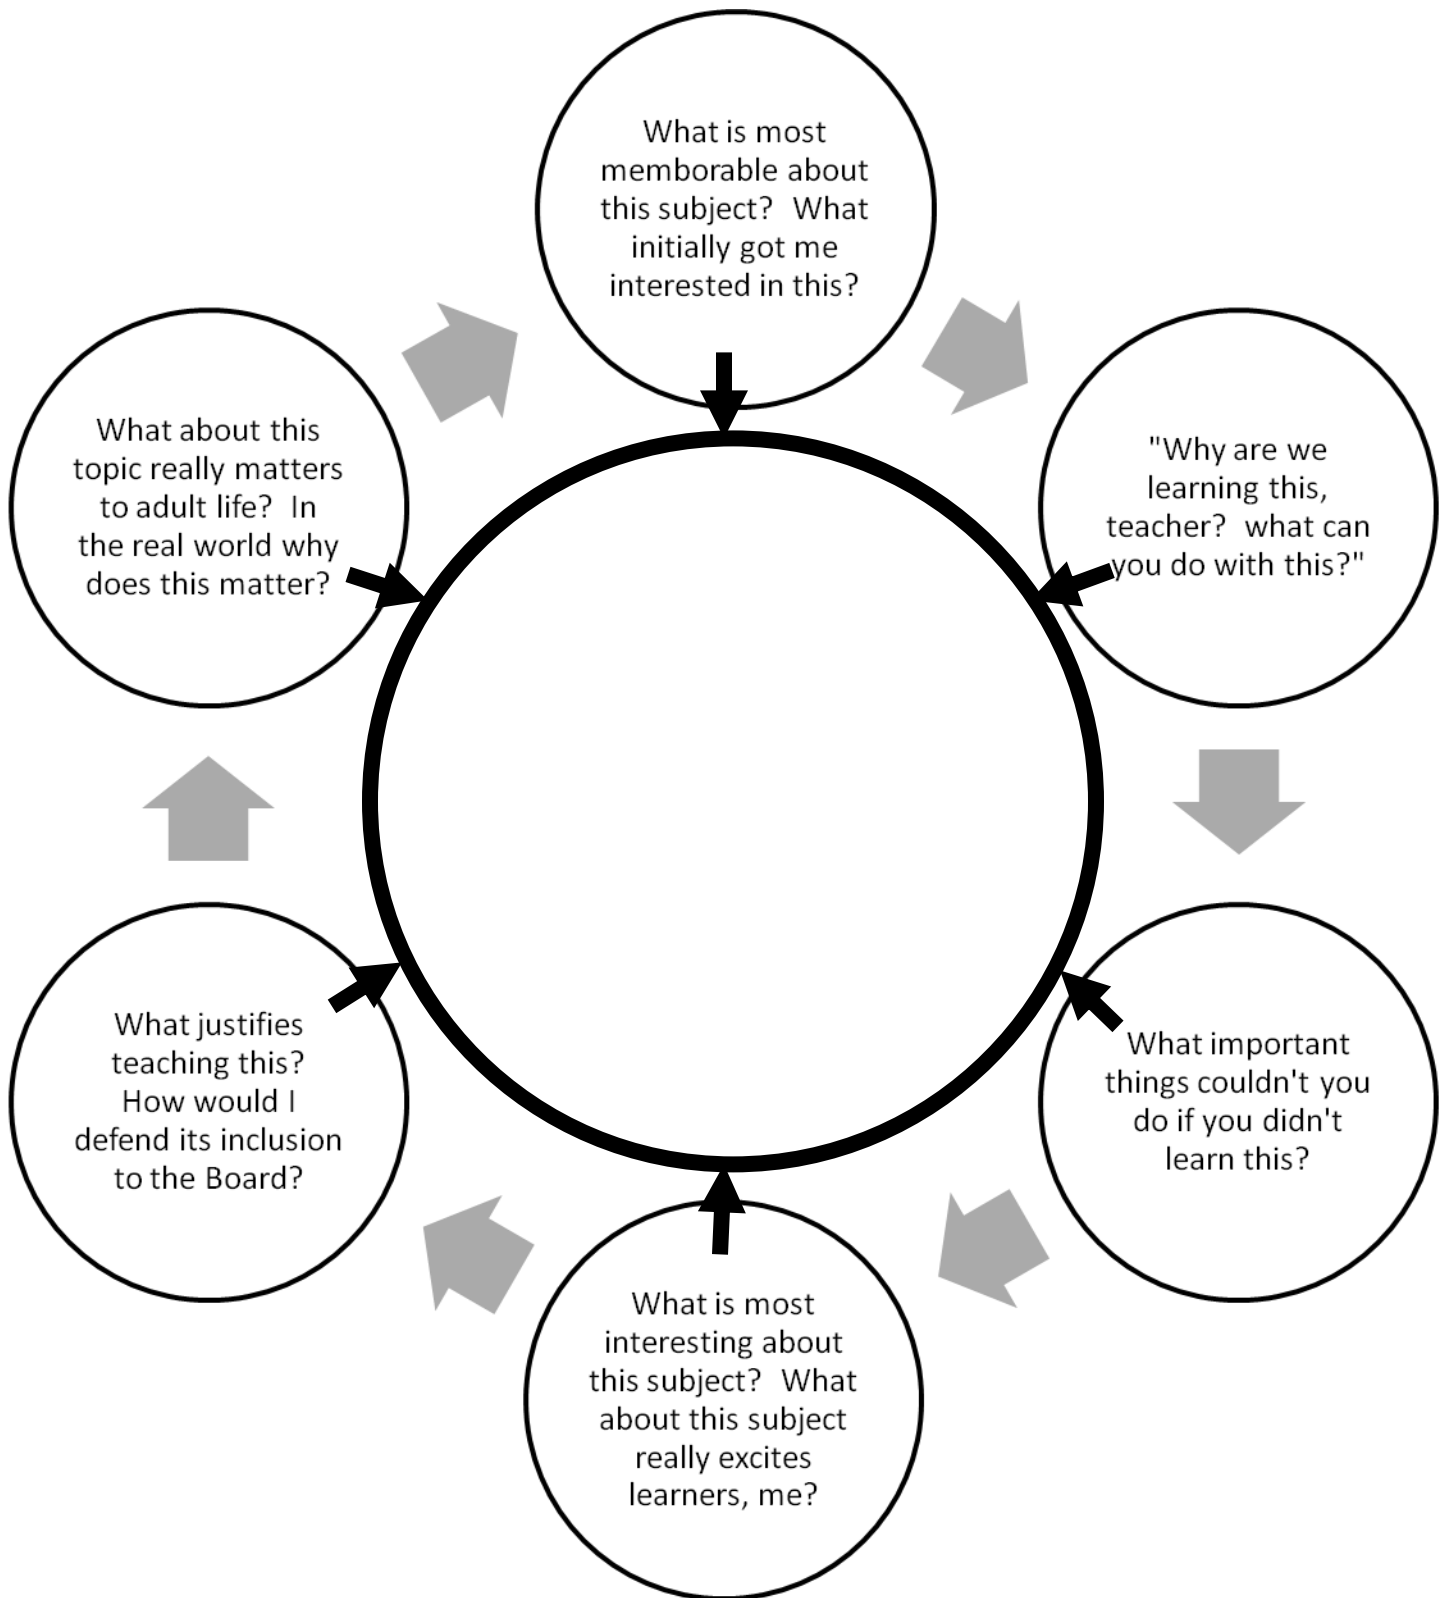 What is most
memborable about
this subject?  What
initially got me
interested in this?
"Why are we
learning this,
teacher?  what can
you do with this?"
What important
things couldn't you
do if you didn't
learn this?
What is most
interesting about
this subject?  What
about this subject
really excites
learners, me?
What justifies
teaching this?
How would I
defend its inclusion
to the Board?
What about this
topic really matters
to adult life?  In
the real world why
does this matter?